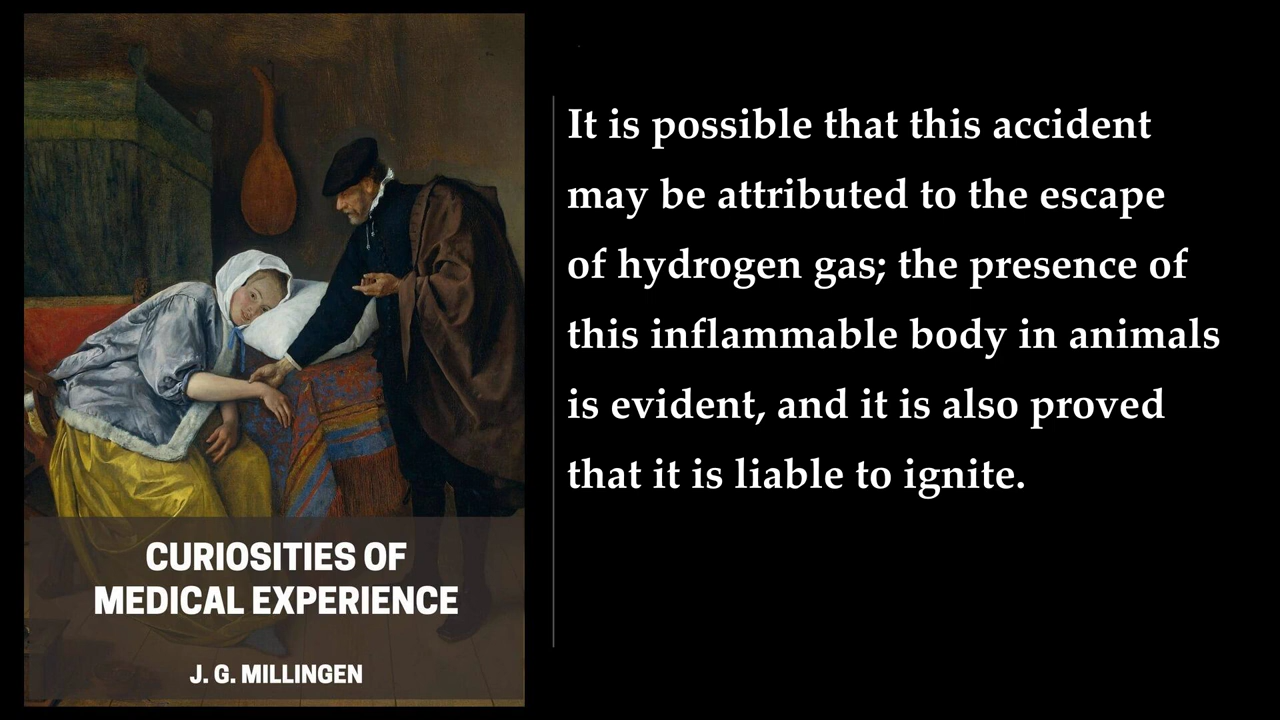 It is possible that this accident
may be attributed to the escape
of hydrogen gas; the presence of
this inflammable body in animals
is evident, and it is also proved
that it is liable to ignite.
CURIOSITIES OF
MEDICAL EXPERIENCE
J. G. MILLINGEN